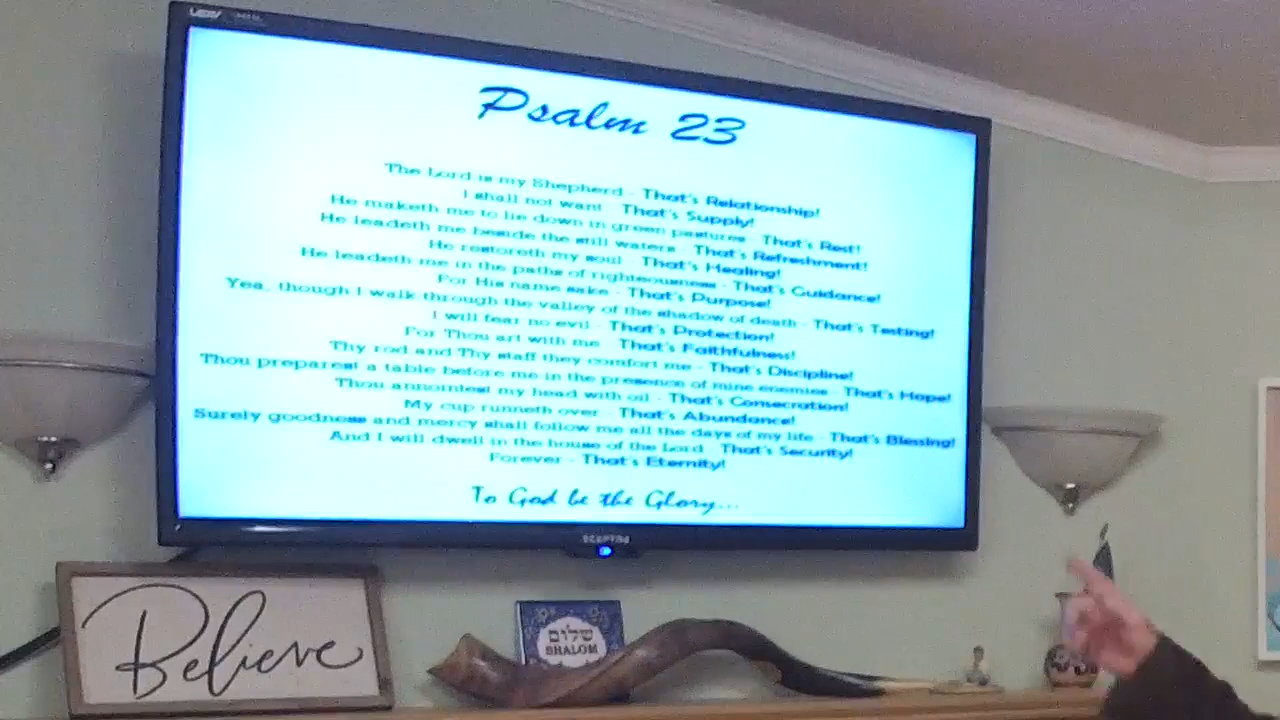 Psalm 23
The Lord is my Shepherd - That's Relationship!
I shall not want - That's Supply!
He maketh me to lie down in green pastures - That's Rest!
He leadeth me beside the still waters - That's Refreshment!
He restoreth my soul - That's Healing!
He leadeth me in the paths of righteousness - That's Guidance!
For His name sake - That's Purpose!
Yea, though I walk through the valley of the shadow of death - That's Testing!
I will fear no evil - That's Protection!
For Thou art with me - That's Faithfulness!
Thy rod and Thy staff they comfort me - That's Discipline!
Thou preparest a table before me in the presence of mine enemies - That's Hope!
Thou annointest my head with oil - That's Consecration!
My cup runneth over - That's Abundance!
Surely goodness and mercy shall follow me all the days of my life - That's Blessing!
And I will dwell in the house of the Lord - That's Security!
Forever - That's Eternity!
To God be the Glory...
SCEPTRE
Believe
שלום
SHALOM